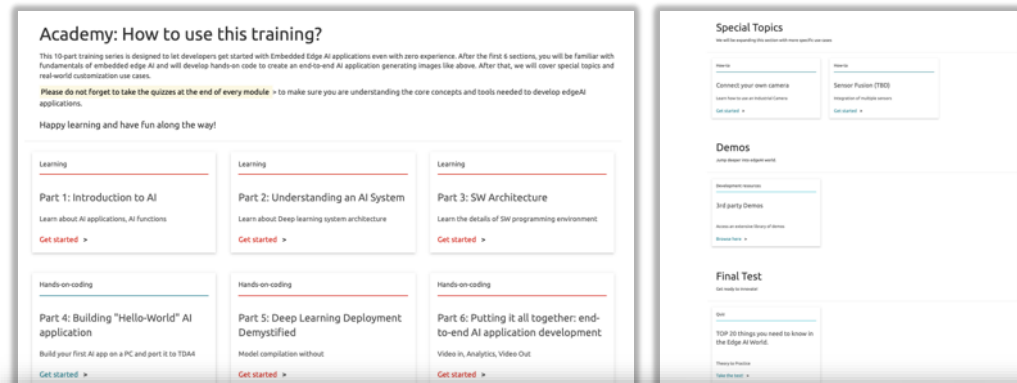 Academy: How to use this training?
This 10-part training series is designed to let developers get started with Embedded Edge AI applications even with zero experience. After the first 6 sections, you will be familiar with
fundamentals of embedded edge AI and will develop hands-on code to create an end-to-end AI application generating images like above. After that, we will cover special topics and
real-world customization use cases.
Please do not forget to take the quizzes at the end of every module > to make sure you are understanding the core concepts and tools needed to develop edgeAI
applications.
Happy learning and have fun along the way!
Learning
Part 1: Introduction to AI
Learn about AI applications, AI functions
Get started >
Learning
Part 2: Understanding an AI System
Learn about Deep learning system architecture
Get started >
Learning
Part 3: SW Architecture
Learn the details of SW programming environment
Get started >
Hands-on-coding
Part 4: Building "Hello-World" AI
application
Build your first AI app on a PC and port it to TDA4
Get started >
Hands-on-coding
Part 5: Deep Learning Deployment
Demystified
Model compilation without
Get started >
Hands-on-coding
Part 6: Putting it all together: end-
to-end AI application development
Video in, Analytics, Video Out
Get started >
Special Topics
We will be expanding this section with more specific use cases.
How-to
Connect your own camera
Learn how to use an Industrial Camera
Get started >
How-to
Sensor Fusion (TBD)
Integration of multiple sensors
Get started >
Demos
Jump deeper into edgeAI world.
Development resources
3rd party Demos
Access an extensive library of demos
Browse here >
Final Test
Get ready to innovate!
TOP 20 things you need to know in
the Edge AI World.
Theory to Practice
Take the test >